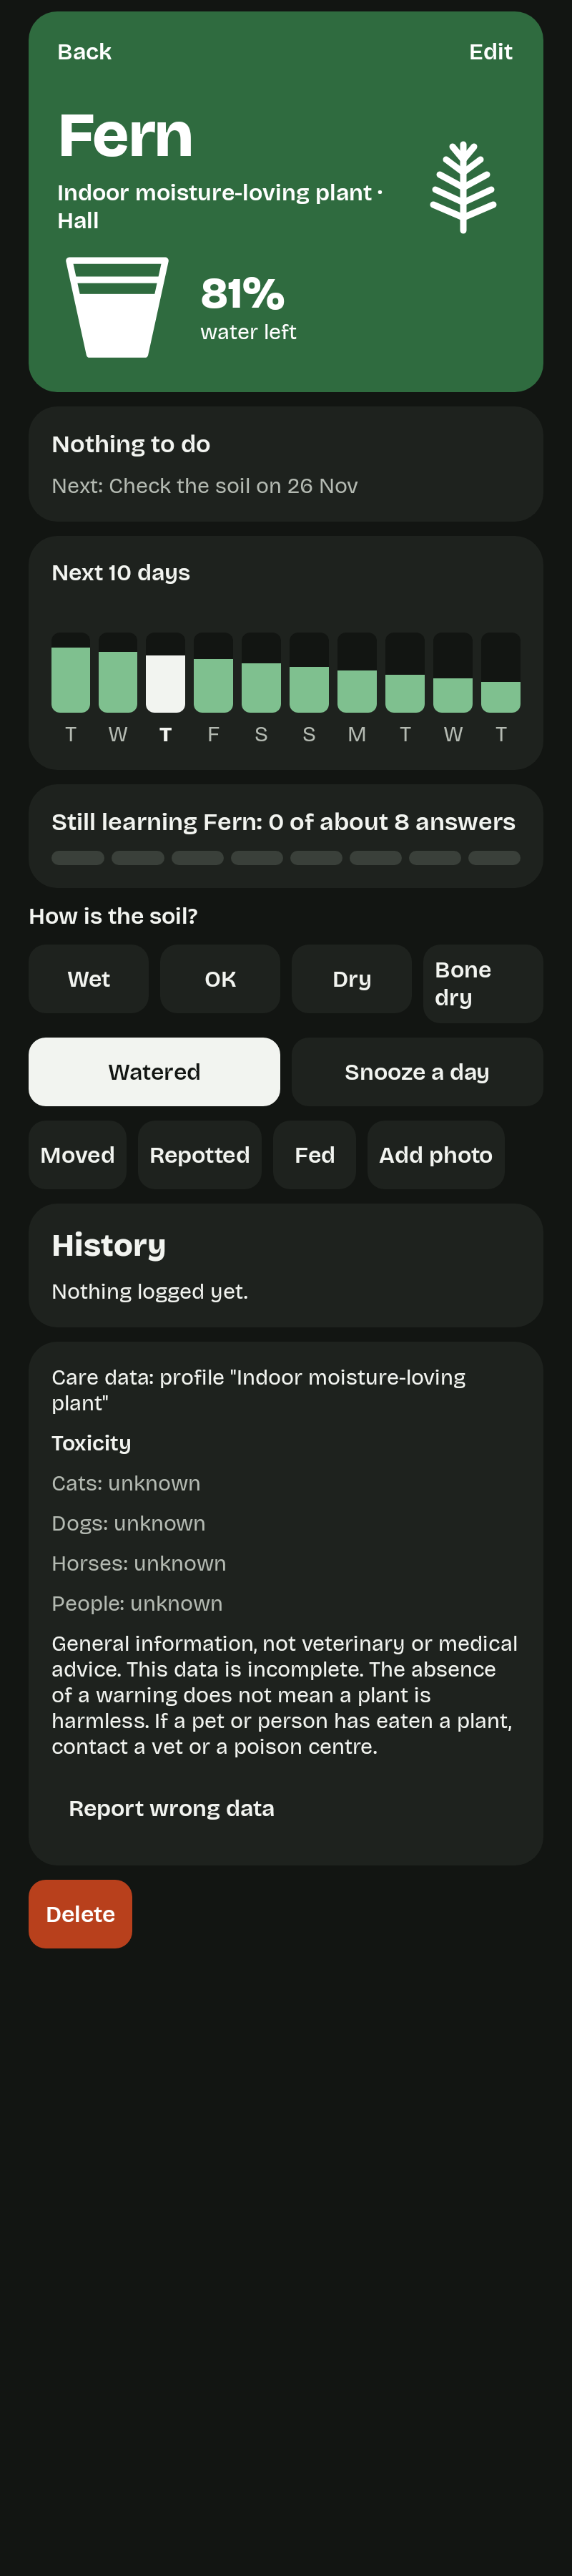 Back
Edit
Fern
Indoor moisture-loving plant ·
Hall
81%
water left
Nothing to do
Next: Check the soil on 26 Nov
Next 10 days
T W T F S S M T W T
Still learning Fern: 0 of about 8 answers
How is the soil?
Wet
OK
Dry
Bone
dry
Watered
Snooze a day
Moved
Repotted
Fed
Add photo
History
Nothing logged yet.
Care data: profile "Indoor moisture-loving
plant"
Toxicity
Cats: unknown
Dogs: unknown
Horses: unknown
People: unknown
General information, not veterinary or medical
advice. This data is incomplete. The absence
of a warning does not mean a plant is
harmless. If a pet or person has eaten a plant,
contact a vet or a poison centre.
Report wrong data
Delete